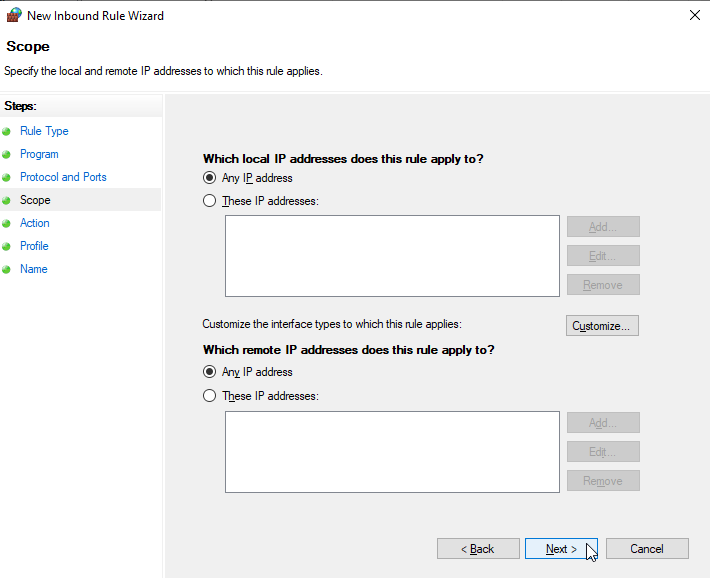 New Inbound Rule Wizard
Scope
Specify the local and remote IP addresses to which this rule applies.
Steps:
Rule Type
Program
Protocol and Ports
Scope
Action
Profile
Name
Which local IP addresses does this rule apply to?
Any IP address
These IP addresses:
Add...
Edit...
Remove
Customize the interface types to which this rule applies:
Customize...
Which remote IP addresses does this rule apply to?
Any IP address
These IP addresses:
Add...
Edit...
Remove
< Back
Next >
Cancel